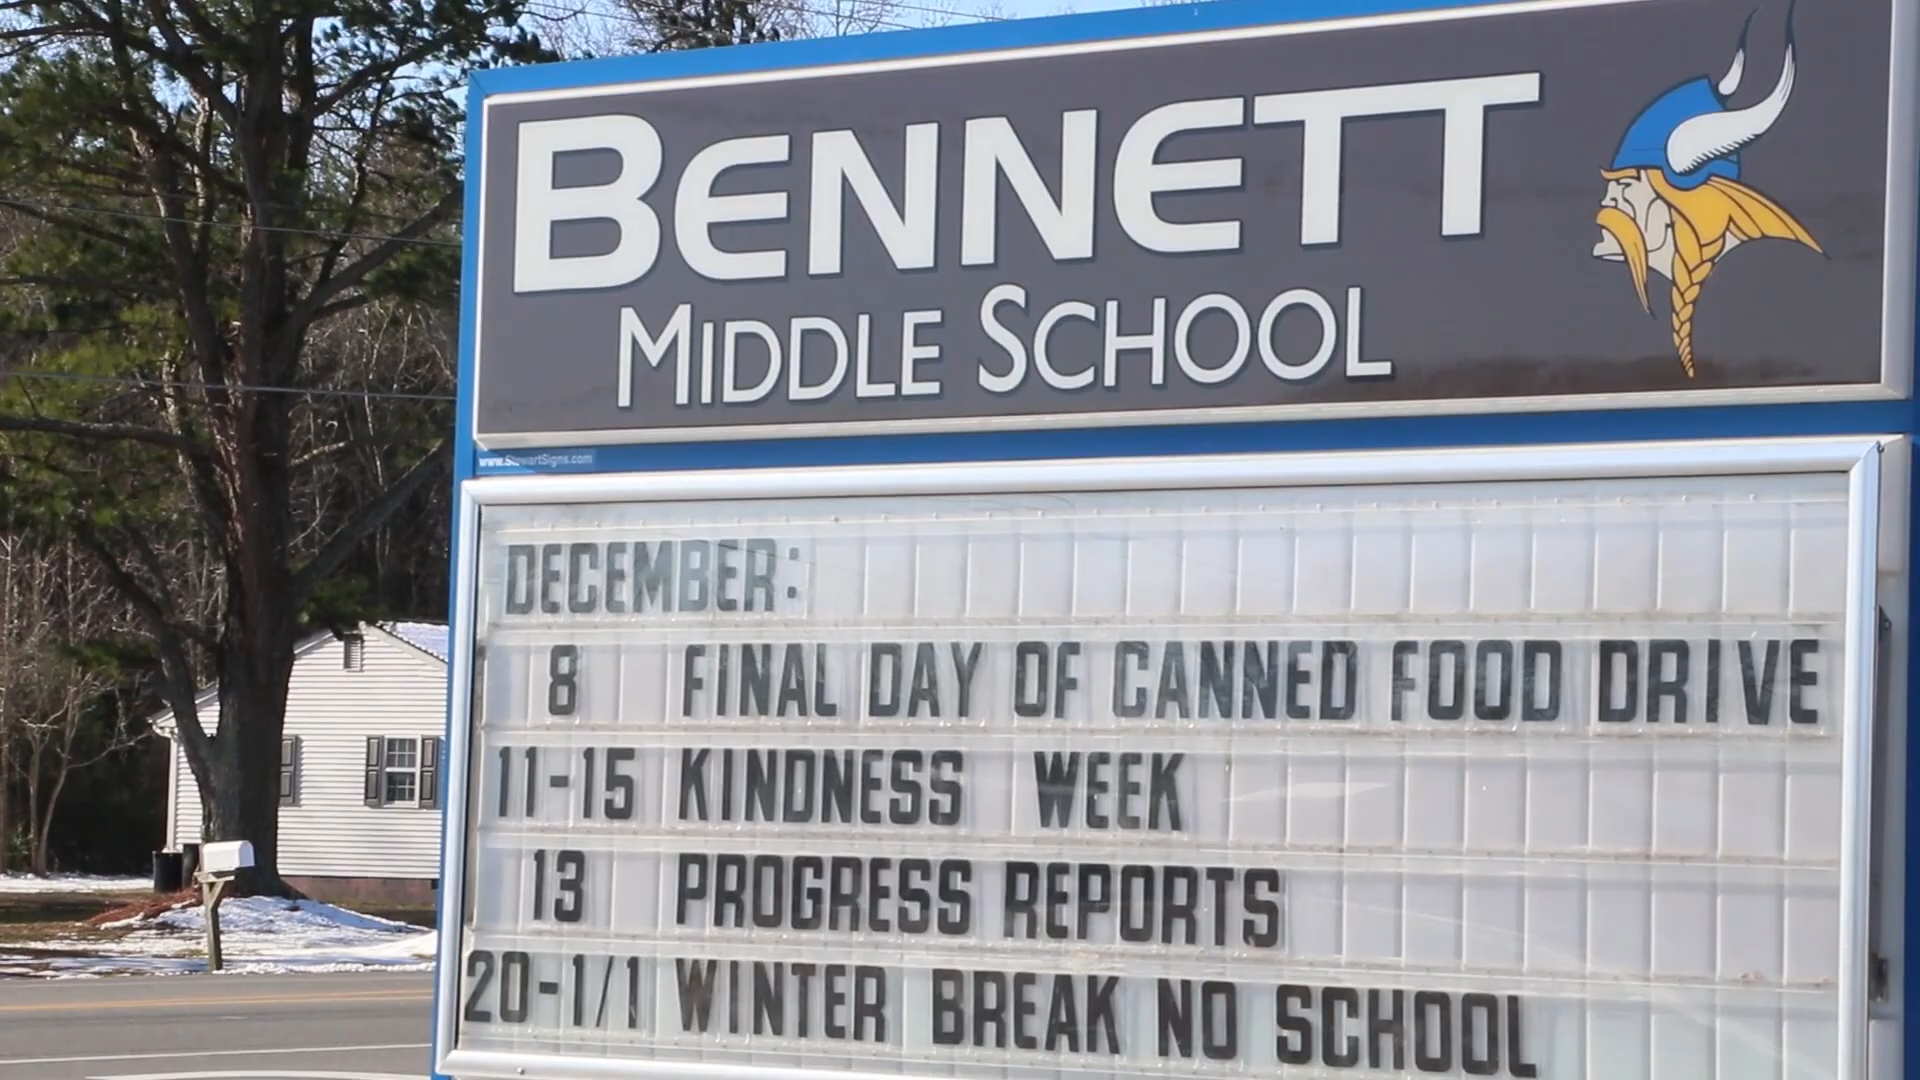 BENNETT
MIDDLE SCHOOL
www.StewartSigns.com
DECEMBER:
8 FINAL DAY OF CANNED FOOD DRIVE
11-15 KINDNESS WEEK
13 PROGRESS REPORTS
20-1/1 WINTER BREAK NO SCHOOL